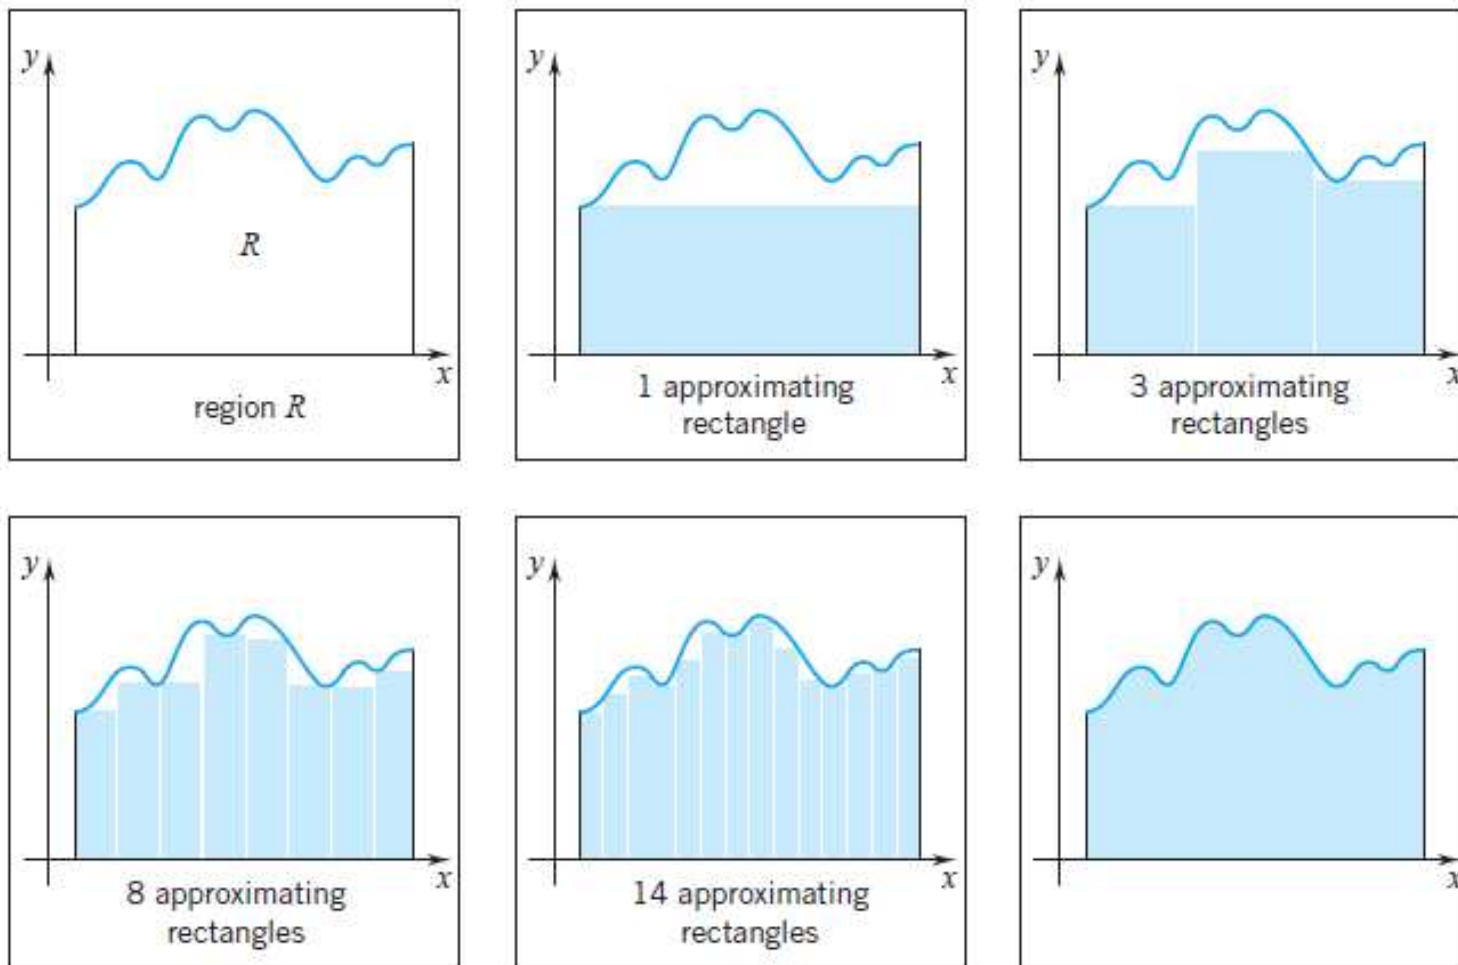 y
R
x
region R
y
x
1 approximating
rectangle
y
x
3 approximating
rectangles
y
x
8 approximating
rectangles
y
x
14 approximating
rectangles
y
x